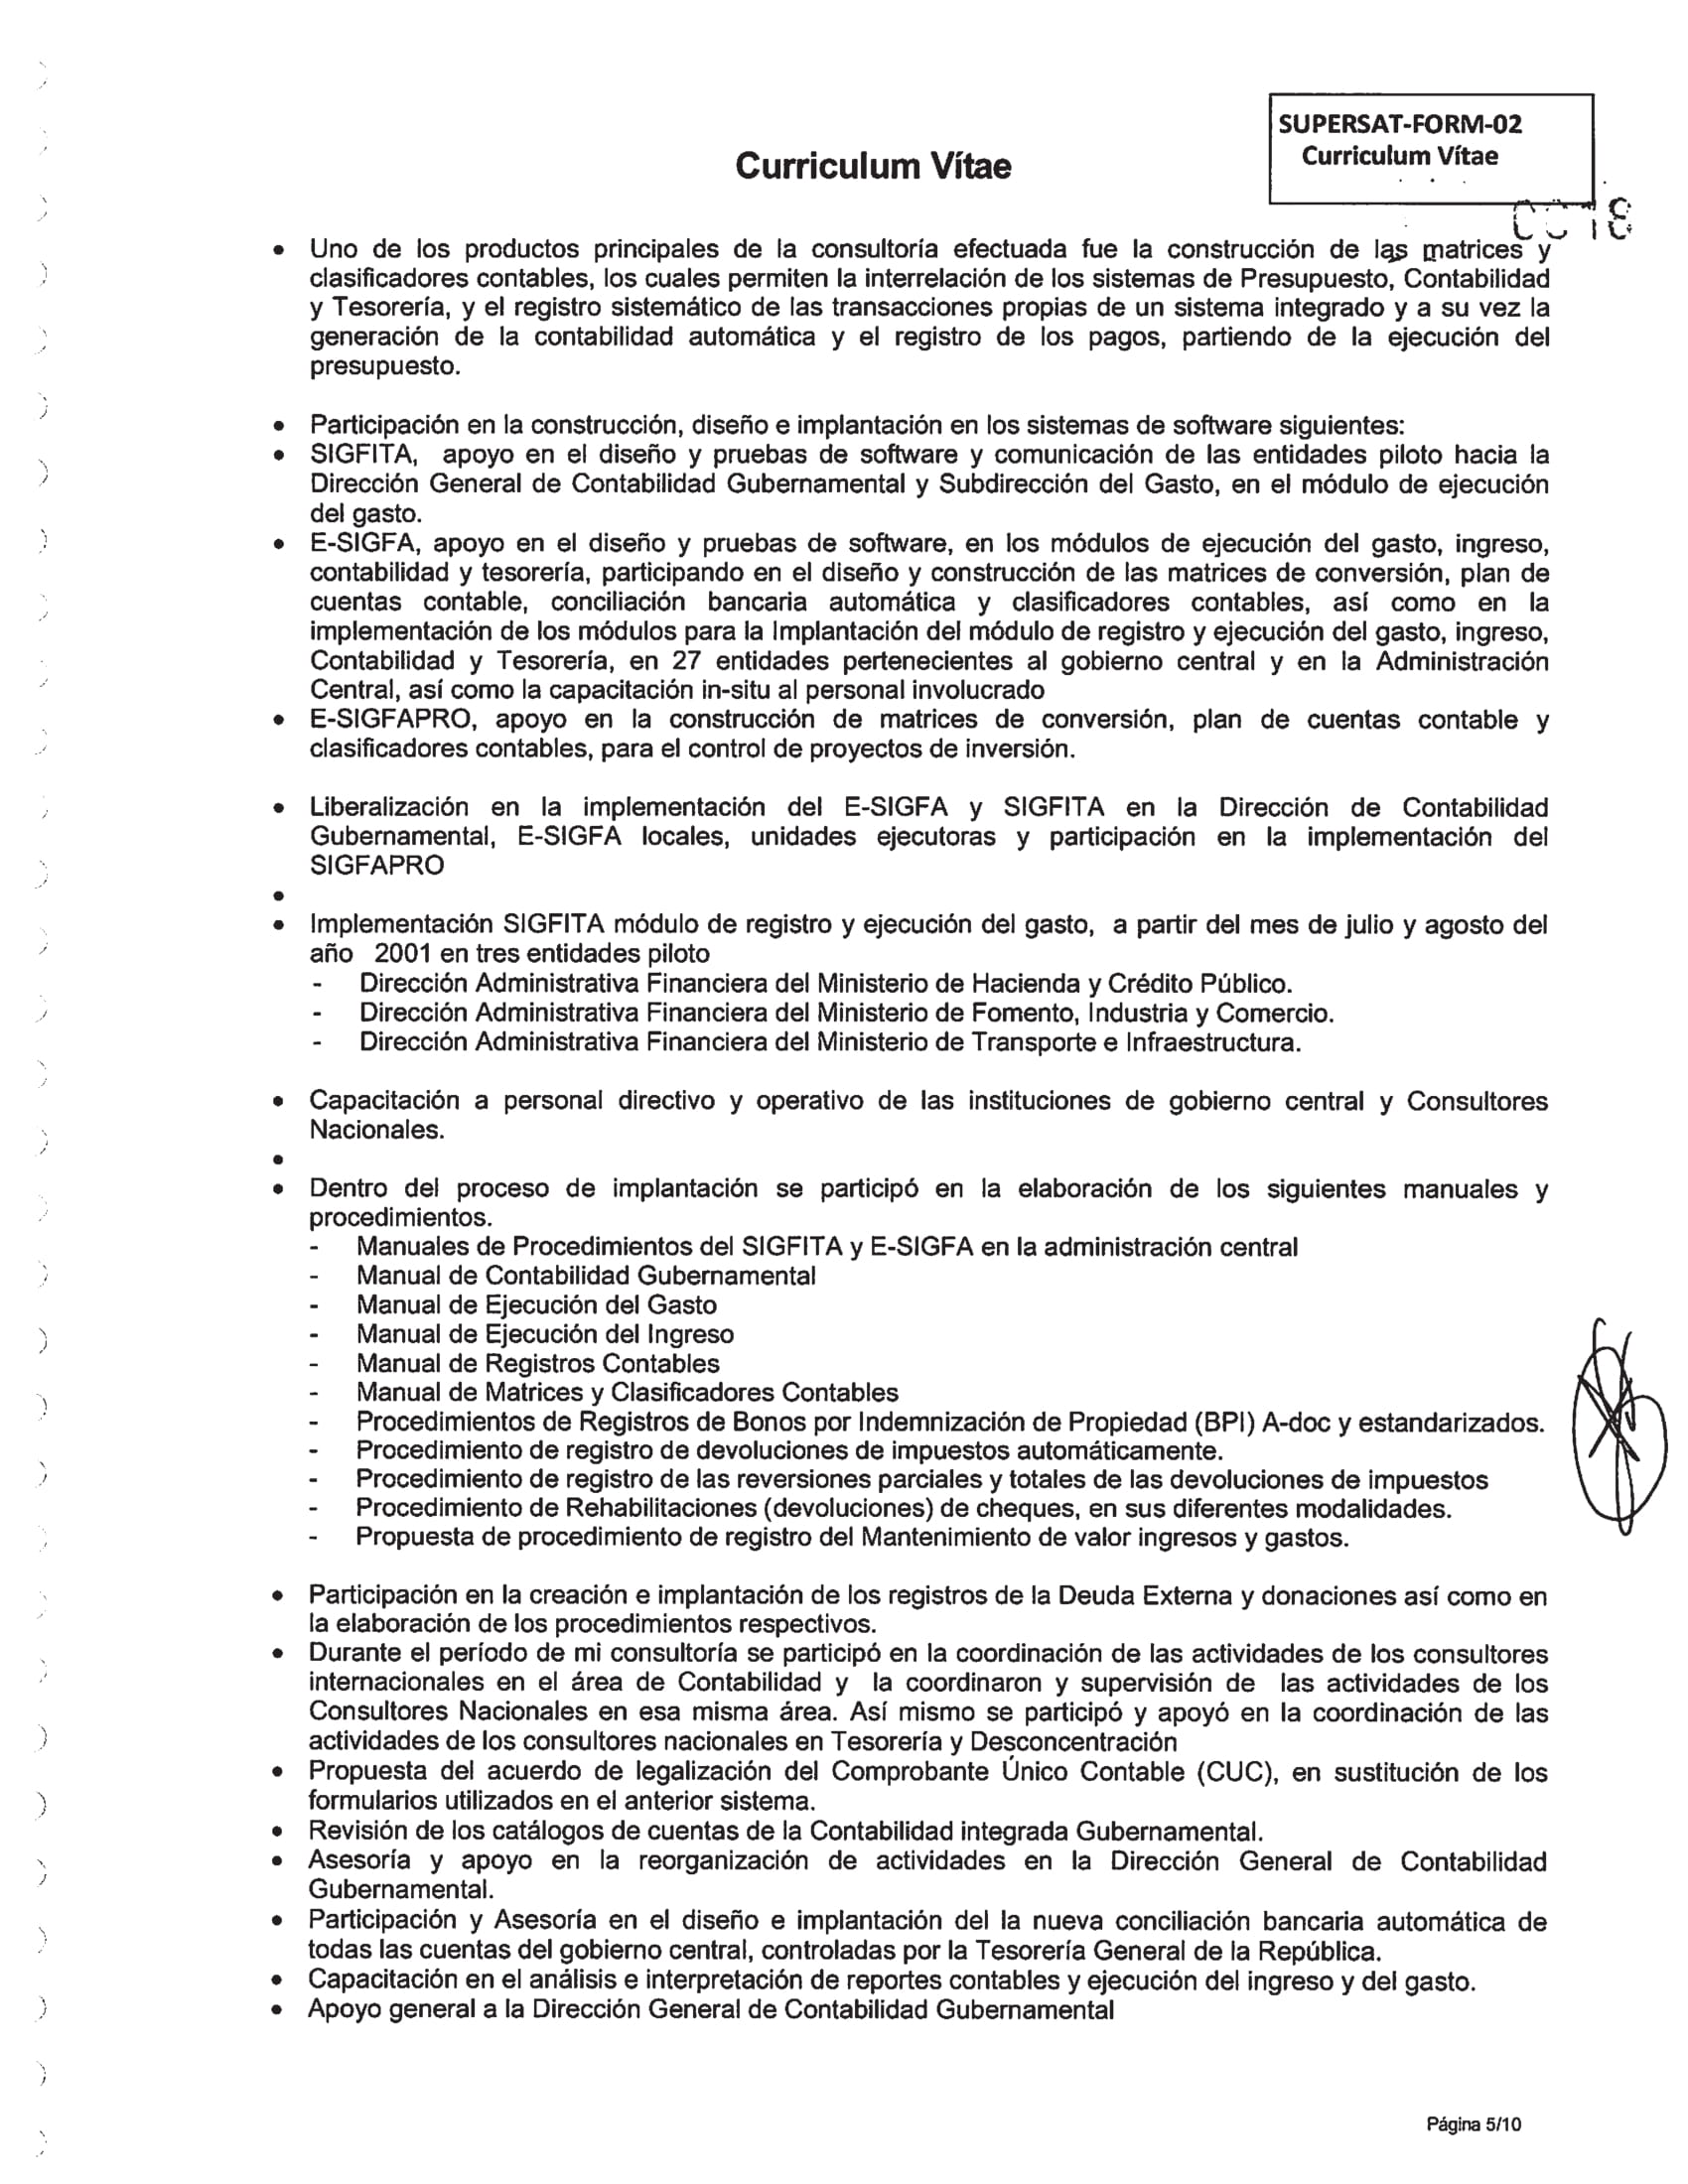 SUPERSAT-FORM-02
Curriculum Vítae
Curriculum Vítae
• Uno de los productos principales de la consultoría efectuada fue la construcción de las matrices y
clasificadores contables, los cuales permiten la interrelación de los sistemas de Presupuesto, Contabilidad
y Tesorería, y el registro sistemático de las transacciones propias de un sistema integrado y a su vez la
generación de la contabilidad automática y el registro de los pagos, partiendo de la ejecución del
presupuesto.
• Participación en la construcción, diseño e implantación en los sistemas de software siguientes:
• SIGFITA, apoyo en el diseño y pruebas de software y comunicación de las entidades piloto hacia la
Dirección General de Contabilidad Gubernamental y Subdirección del Gasto, en el módulo de ejecución
del gasto.
• E-SIGFA, apoyo en el diseño y pruebas de software, en los módulos de ejecución del gasto, ingreso,
contabilidad y tesorería, participando en el diseño y construcción de las matrices de conversión, plan de
cuentas contable, conciliación bancaria automática y clasificadores contables, así como en la
implementación de los módulos para la Implantación del módulo de registro y ejecución del gasto, ingreso,
Contabilidad y Tesorería, en 27 entidades pertenecientes al gobierno central y en la Administración
Central, así como la capacitación in-situ al personal involucrado
• E-SIGFAPRO, apoyo en la construcción de matrices de conversión, plan de cuentas contable y
clasificadores contables, para el control de proyectos de inversión.
• Liberalización en la implementación del E-SIGFA y SIGFITA en la Dirección de Contabilidad
Gubernamental, E-SIGFA locales, unidades ejecutoras y participación en la implementación del
SIGFAPRO
•
• Implementación SIGFITA módulo de registro y ejecución del gasto, a partir del mes de julio y agosto del
año 2001 en tres entidades piloto
- Dirección Administrativa Financiera del Ministerio de Hacienda y Crédito Público.
- Dirección Administrativa Financiera del Ministerio de Fomento, Industria y Comercio.
- Dirección Administrativa Financiera del Ministerio de Transporte e Infraestructura.
• Capacitación a personal directivo y operativo de las instituciones de gobierno central y Consultores
Nacionales.
•
• Dentro del proceso de implantación se participó en la elaboración de los siguientes manuales y
procedimientos.
- Manuales de Procedimientos del SIGFITA y E-SIGFA en la administración central
- Manual de Contabilidad Gubernamental
- Manual de Ejecución del Gasto
- Manual de Ejecución del Ingreso
- Manual de Registros Contables
- Manual de Matrices y Clasificadores Contables
- Procedimientos de Registros de Bonos por Indemnización de Propiedad (BPI) A-doc y estandarizados.
- Procedimiento de registro de devoluciones de impuestos automáticamente.
- Procedimiento de registro de las reversiones parciales y totales de las devoluciones de impuestos
- Procedimiento de Rehabilitaciones (devoluciones) de cheques, en sus diferentes modalidades.
- Propuesta de procedimiento de registro del Mantenimiento de valor ingresos y gastos.
• Participación en la creación e implantación de los registros de la Deuda Externa y donaciones así como en
la elaboración de los procedimientos respectivos.
• Durante el período de mi consultoría se participó en la coordinación de las actividades de los consultores
internacionales en el área de Contabilidad y la coordinaron y supervisión de las actividades de los
Consultores Nacionales en esa misma área. Así mismo se participó y apoyó en la coordinación de las
actividades de los consultores nacionales en Tesorería y Desconcentración
• Propuesta del acuerdo de legalización del Comprobante Único Contable (CUC), en sustitución de los
formularios utilizados en el anterior sistema.
• Revisión de los catálogos de cuentas de la Contabilidad integrada Gubernamental.
• Asesoría y apoyo en la reorganización de actividades en la Dirección General de Contabilidad
Gubernamental.
• Participación y Asesoría en el diseño e implantación del la nueva conciliación bancaria automática de
todas las cuentas del gobierno central, controladas por la Tesorería General de la República.
• Capacitación en el análisis e interpretación de reportes contables y ejecución del ingreso y del gasto.
• Apoyo general a la Dirección General de Contabilidad Gubernamental
Página 5/10